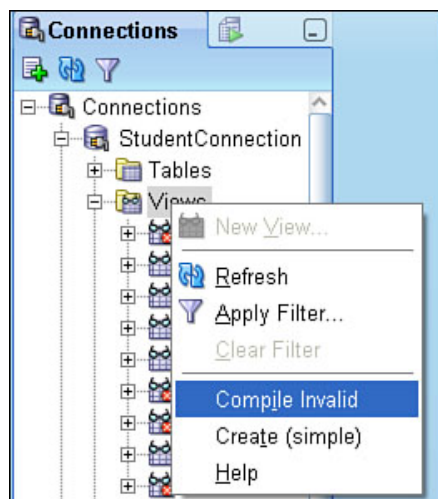 Connections
Connections
StudentConnection
Tables
Views
New View...
Refresh
Apply Filter...
Clear Filter
Compile Invalid
Create (simple)
Help